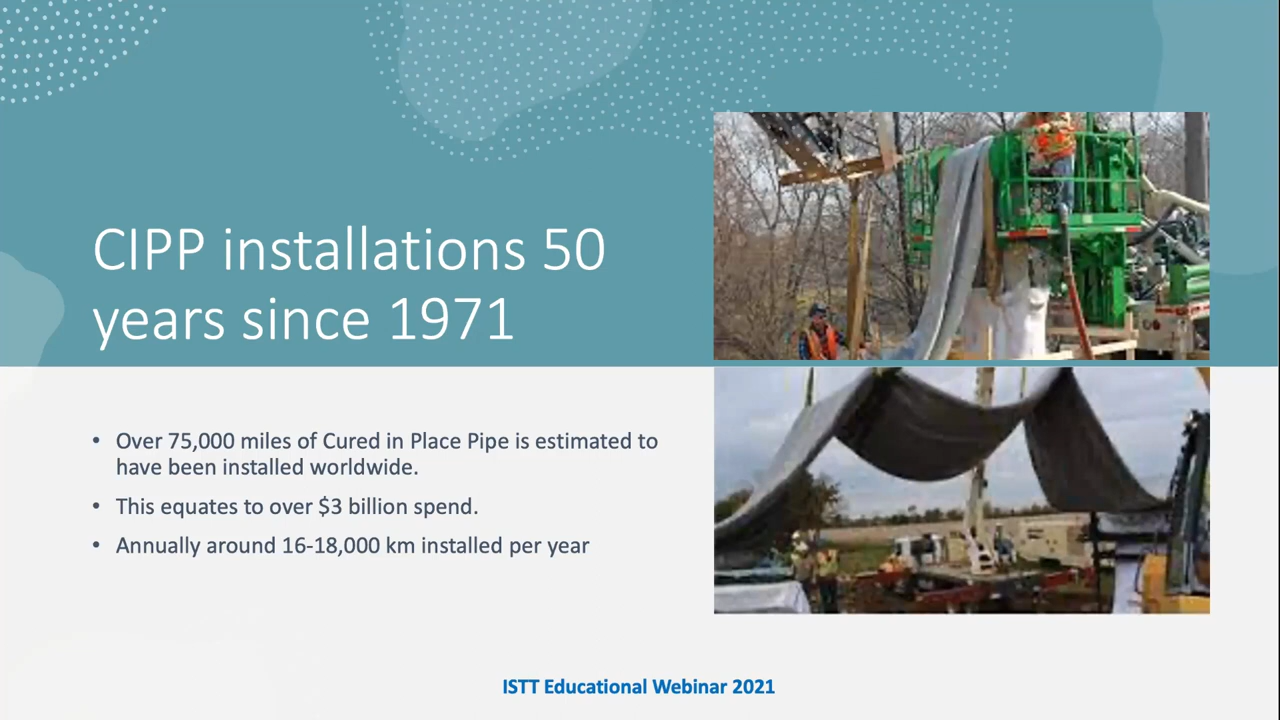 CIPP installations 50
years since 1971
• Over 75,000 miles of Cured in Place Pipe is estimated to
have been installed worldwide.
• This equates to over $3 billion spend.
• Annually around 16-18,000 km installed per year
ISTT Educational Webinar 2021